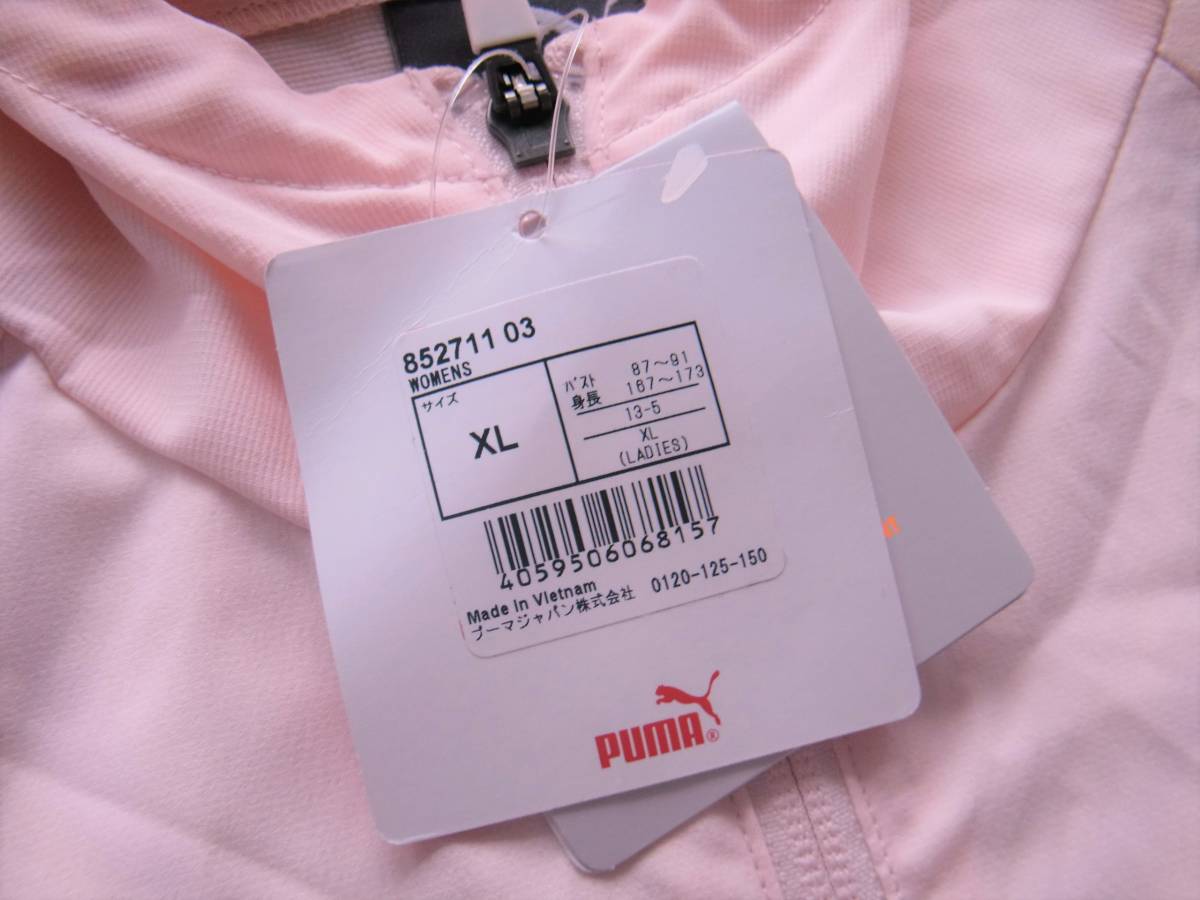 852711 03
WOMENS
サイズ
XL
バスト 87～91
身長 167～173
13-5
XL
(LADIES)
4059506068157
Made in Vietnam
プーマジャパン株式会社 0120-125-150
PUMA®